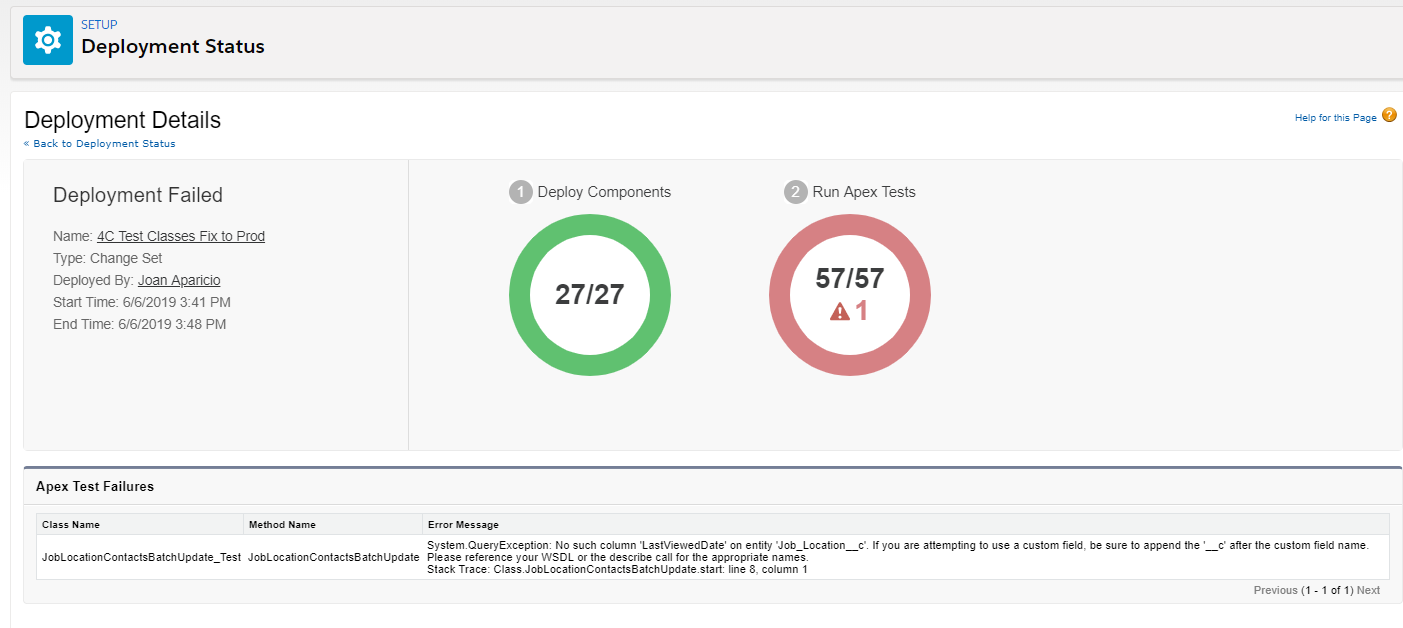 SETUP
Deployment Status
Deployment Details
Help for this Page ?
« Back to Deployment Status
Deployment Failed
Name: 4C Test Classes Fix to Prod
Type: Change Set
Deployed By: Joan Aparicio
Start Time: 6/6/2019 3:41 PM
End Time: 6/6/2019 3:48 PM
1 Deploy Components
27/27
2 Run Apex Tests
57/57
1
Apex Test Failures
Class Name Method Name Error Message
JobLocationContactsBatchUpdate_Test JobLocationContactsBatchUpdate
System.QueryException: No such column 'LastViewedDate' on entity 'Job_Location__c'. If you are attempting to use a custom field, be sure to append the '__c' after the custom field name.
Please reference your WSDL or the describe call for the appropriate names.
Stack Trace: Class.JobLocationContactsBatchUpdate.start: line 8, column 1
Previous (1 - 1 of 1) Next